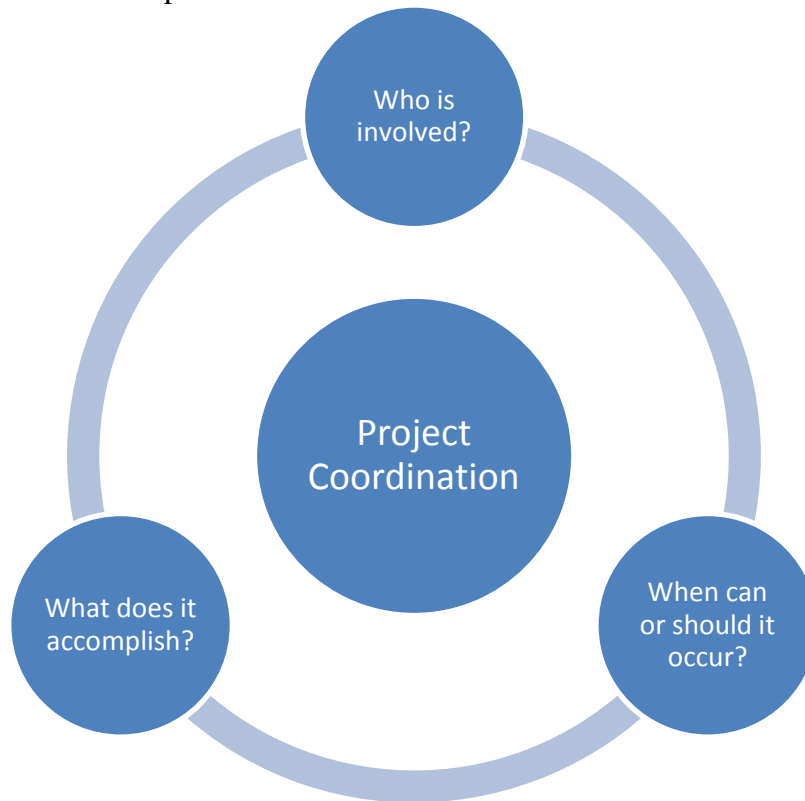 Who is
involved?
Project
Coordination
What does it
accomplish?
When can
or should it
occur?